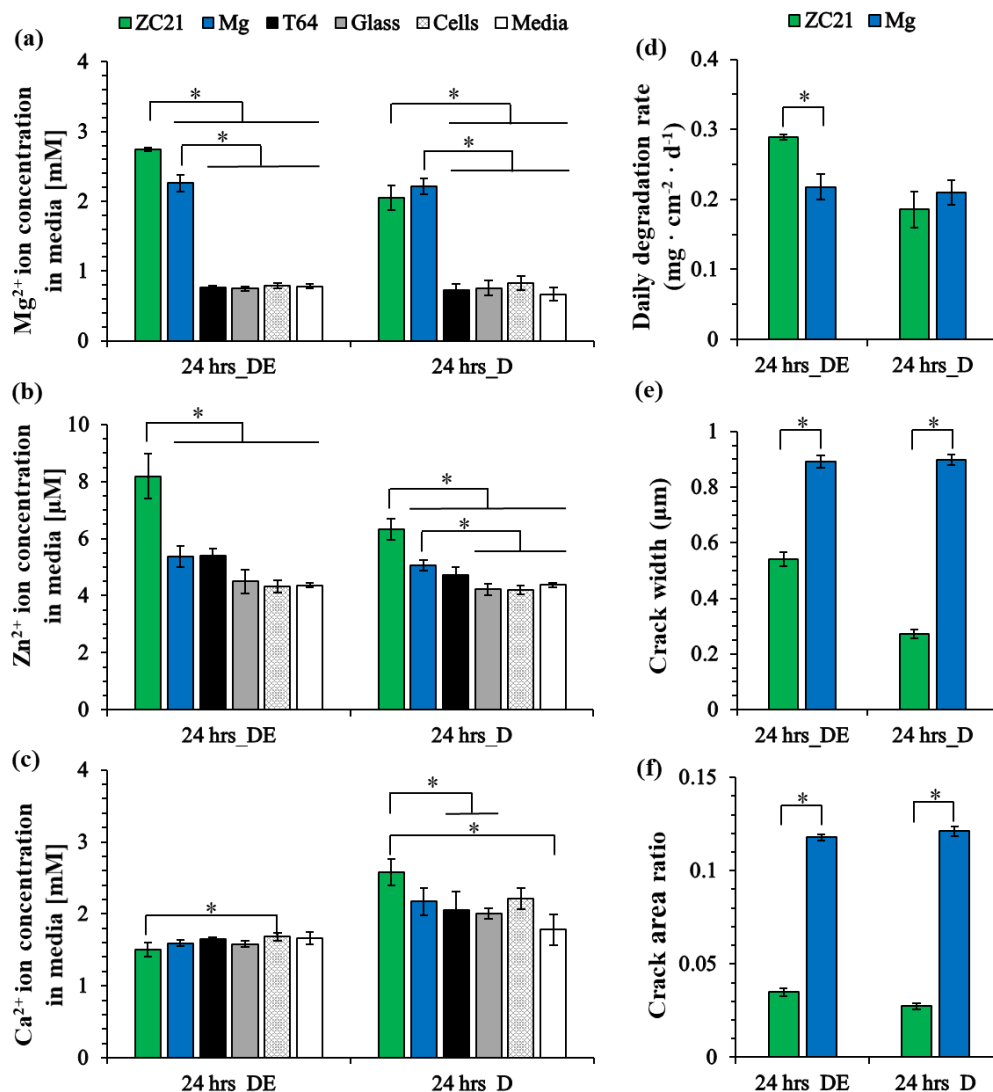 ZC21 Mg T64 Glass Cells Media
(a)
Mg²⁺ ion concentration
in media [mM]
4
3
2
1
0
*
*
*
*
24 hrs_DE 24 hrs_D
(b)
Zn²⁺ ion concentration
in media [µM]
10
8
6
4
2
0
*
*
*
24 hrs_DE 24 hrs_D
(c)
Ca²⁺ ion concentration
in media [mM]
4
3
2
1
0
*
*
*
24 hrs_DE 24 hrs_D
ZC21 Mg
(d)
Daily degradation rate
(mg · cm⁻² · d⁻¹)
0.4
0.3
0.2
0.1
0
*
24 hrs_DE 24 hrs_D
(e)
Crack width (µm)
1
0.8
0.6
0.4
0.2
0
*
*
24 hrs_DE 24 hrs_D
(f)
Crack area ratio
0.15
0.1
0.05
0
*
*
24 hrs_DE 24 hrs_D